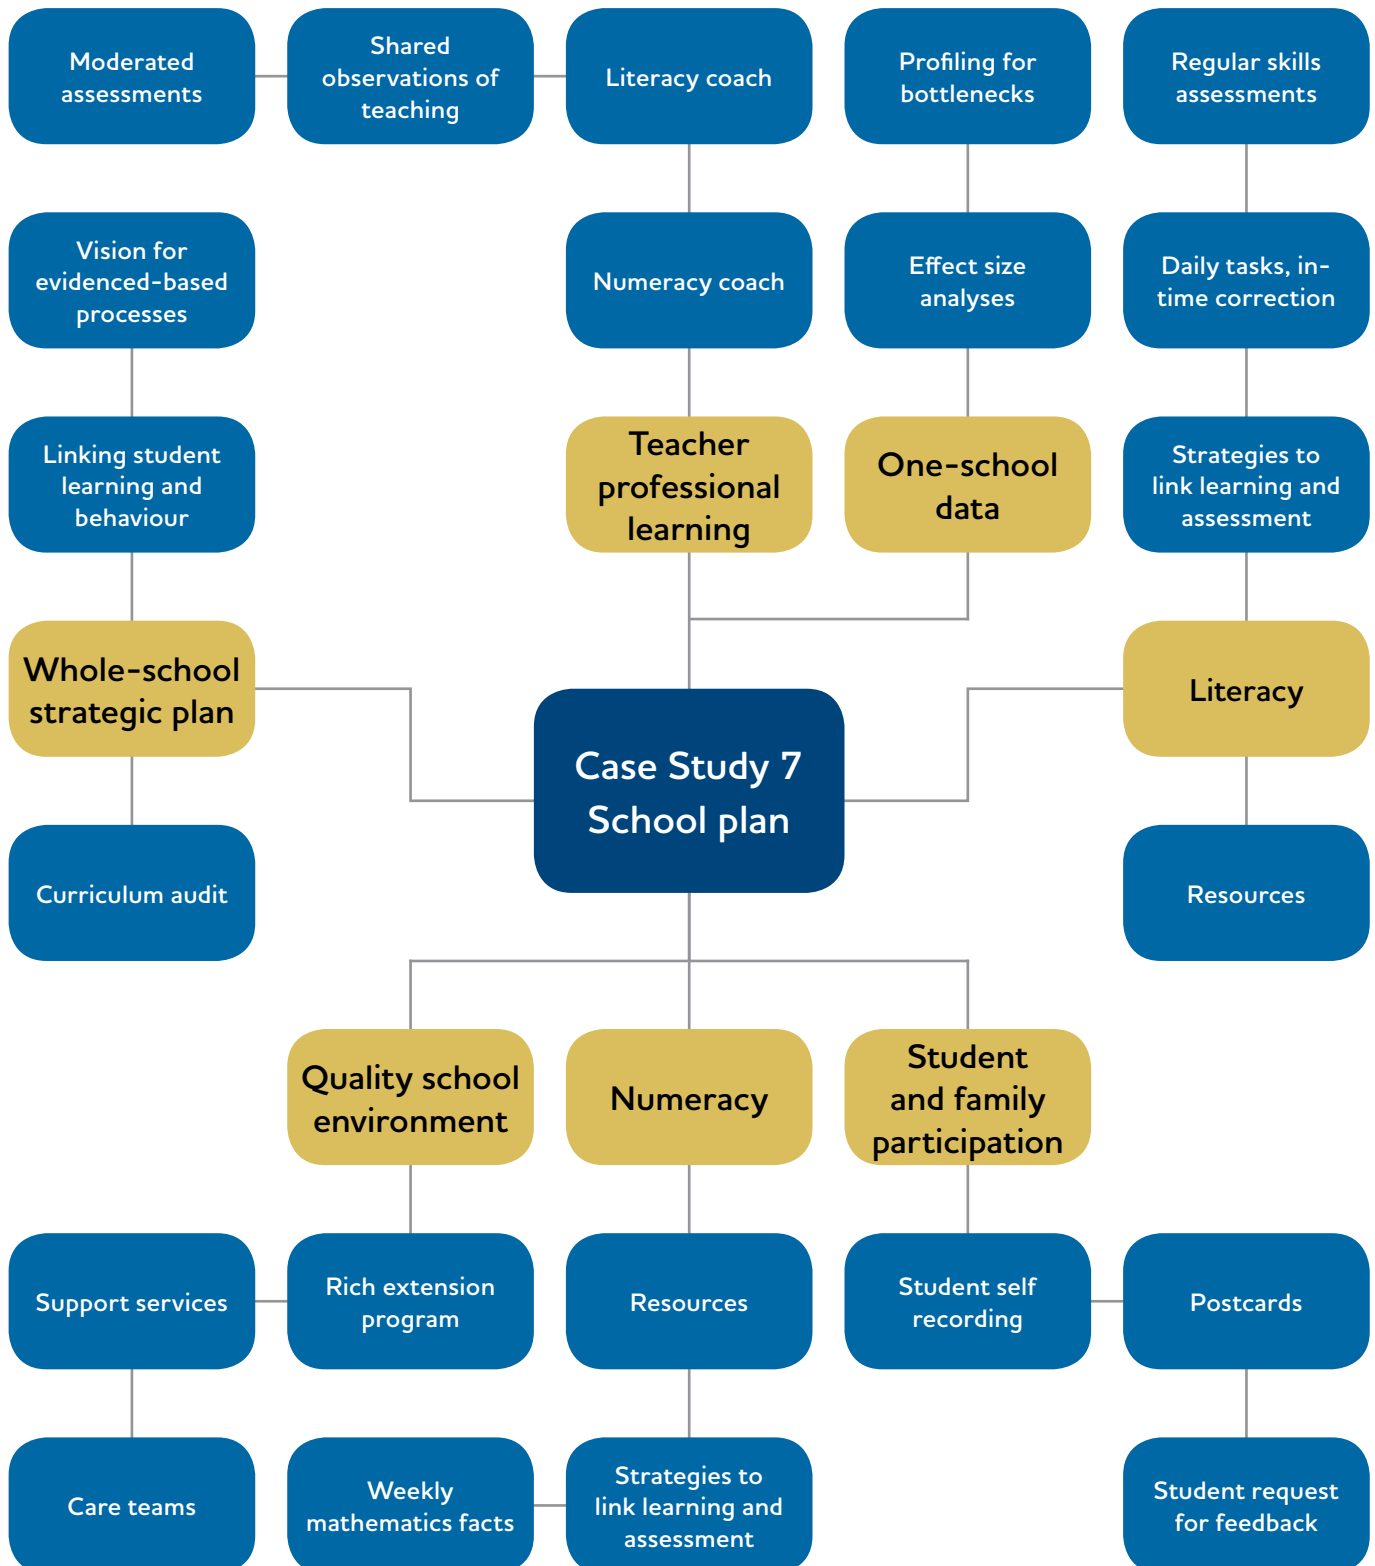 Moderated
assessments
Shared
observations of
teaching
Literacy coach
Profiling for
bottlenecks
Regular skills
assessments
Vision for
evidenced-based
processes
Numeracy coach
Effect size
analyses
Daily tasks, in-
time correction
Linking student
learning and
behaviour
Teacher
professional
learning
One-school
data
Strategies to
link learning and
assessment
Whole-school
strategic plan
Literacy
Case Study 7
School plan
Curriculum audit
Resources
Quality school
environment
Numeracy
Student
and family
participation
Support services
Rich extension
program
Resources
Student self
recording
Postcards
Care teams
Weekly
mathematics facts
Strategies to
link learning and
assessment
Student request
for feedback